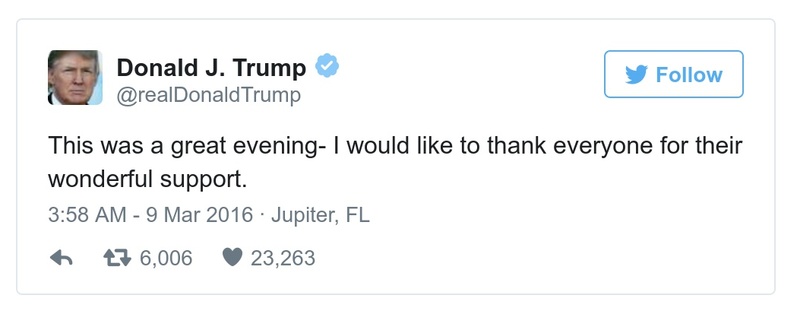 Donald J. Trump
@realDonaldTrump
Follow
This was a great evening- I would like to thank everyone for their
wonderful support.
3:58 AM - 9 Mar 2016 · Jupiter, FL
6,006 23,263